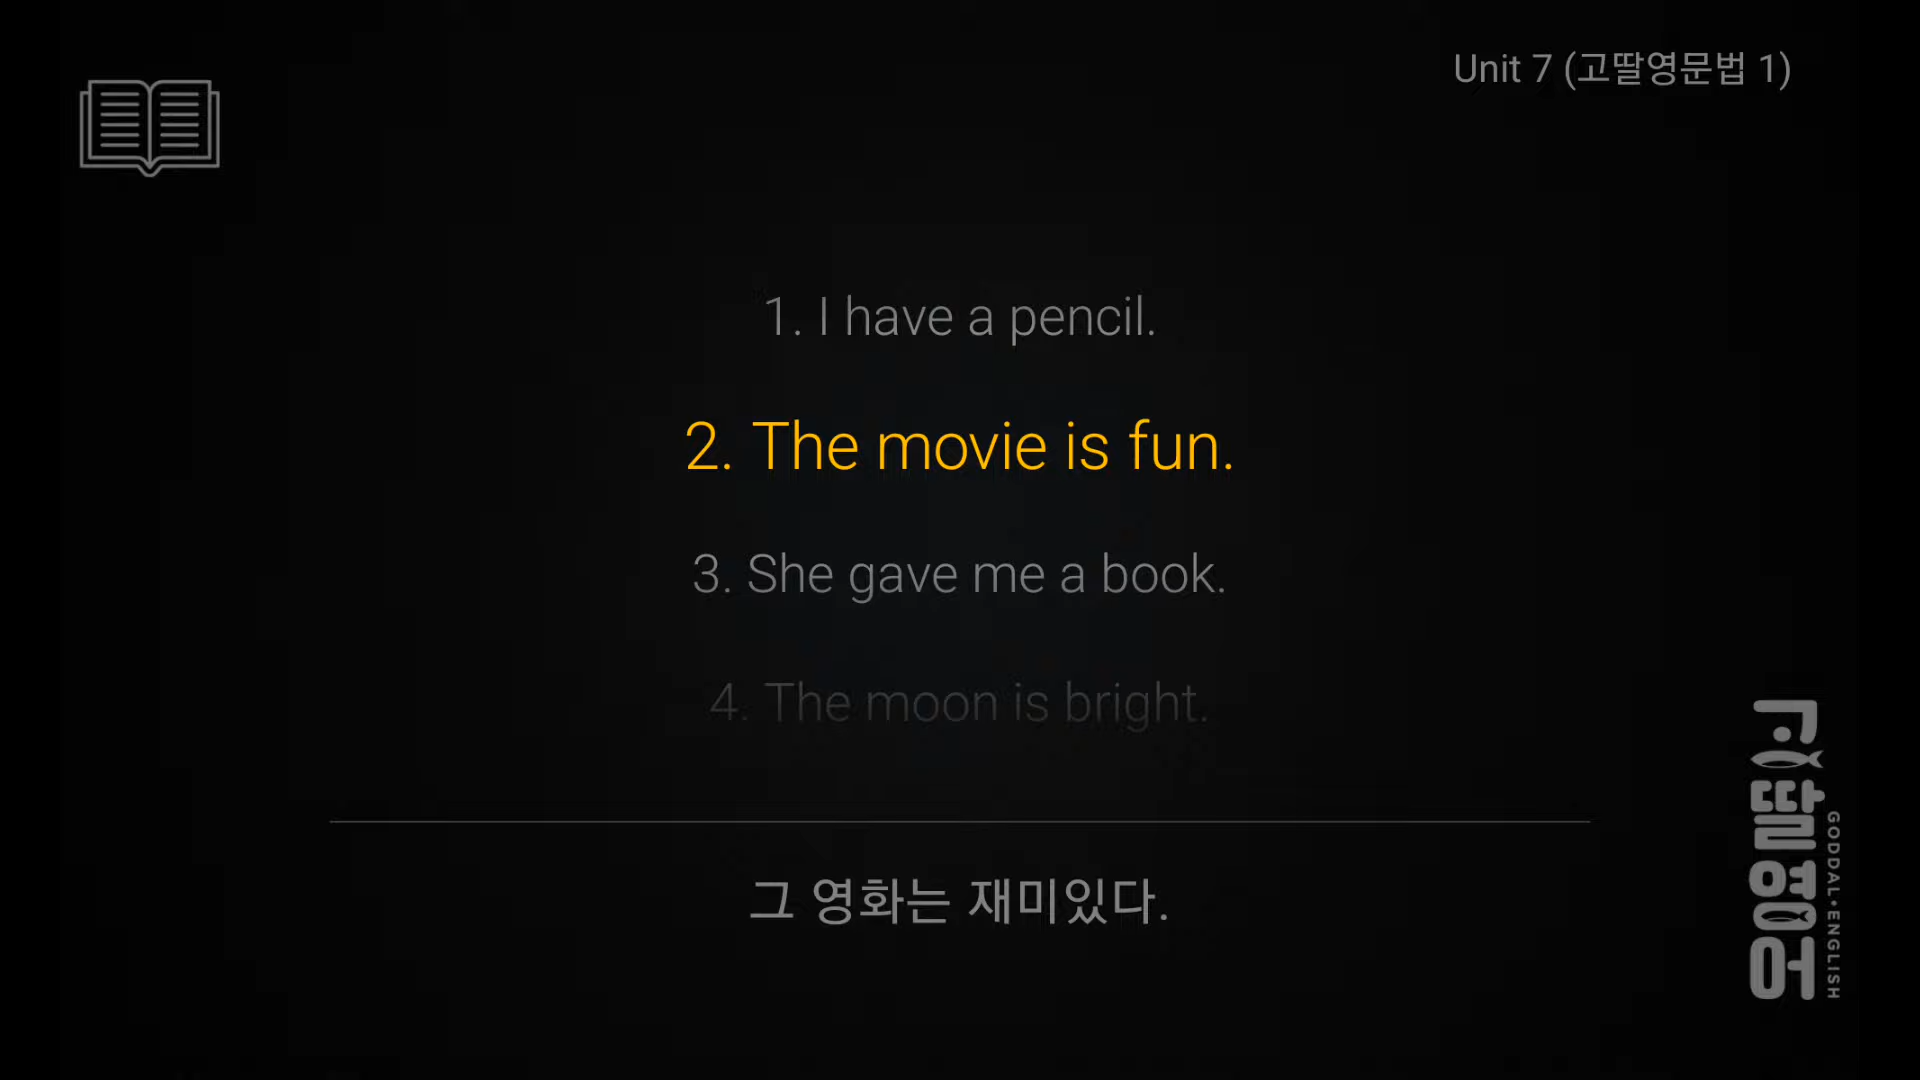 Unit 7 (고딸영문법 1)
1. I have a pencil.
2. The movie is fun.
3. She gave me a book.
4. The moon is bright.
그 영화는 재미있다.
고딸영어
GODDAL•ENGLISH